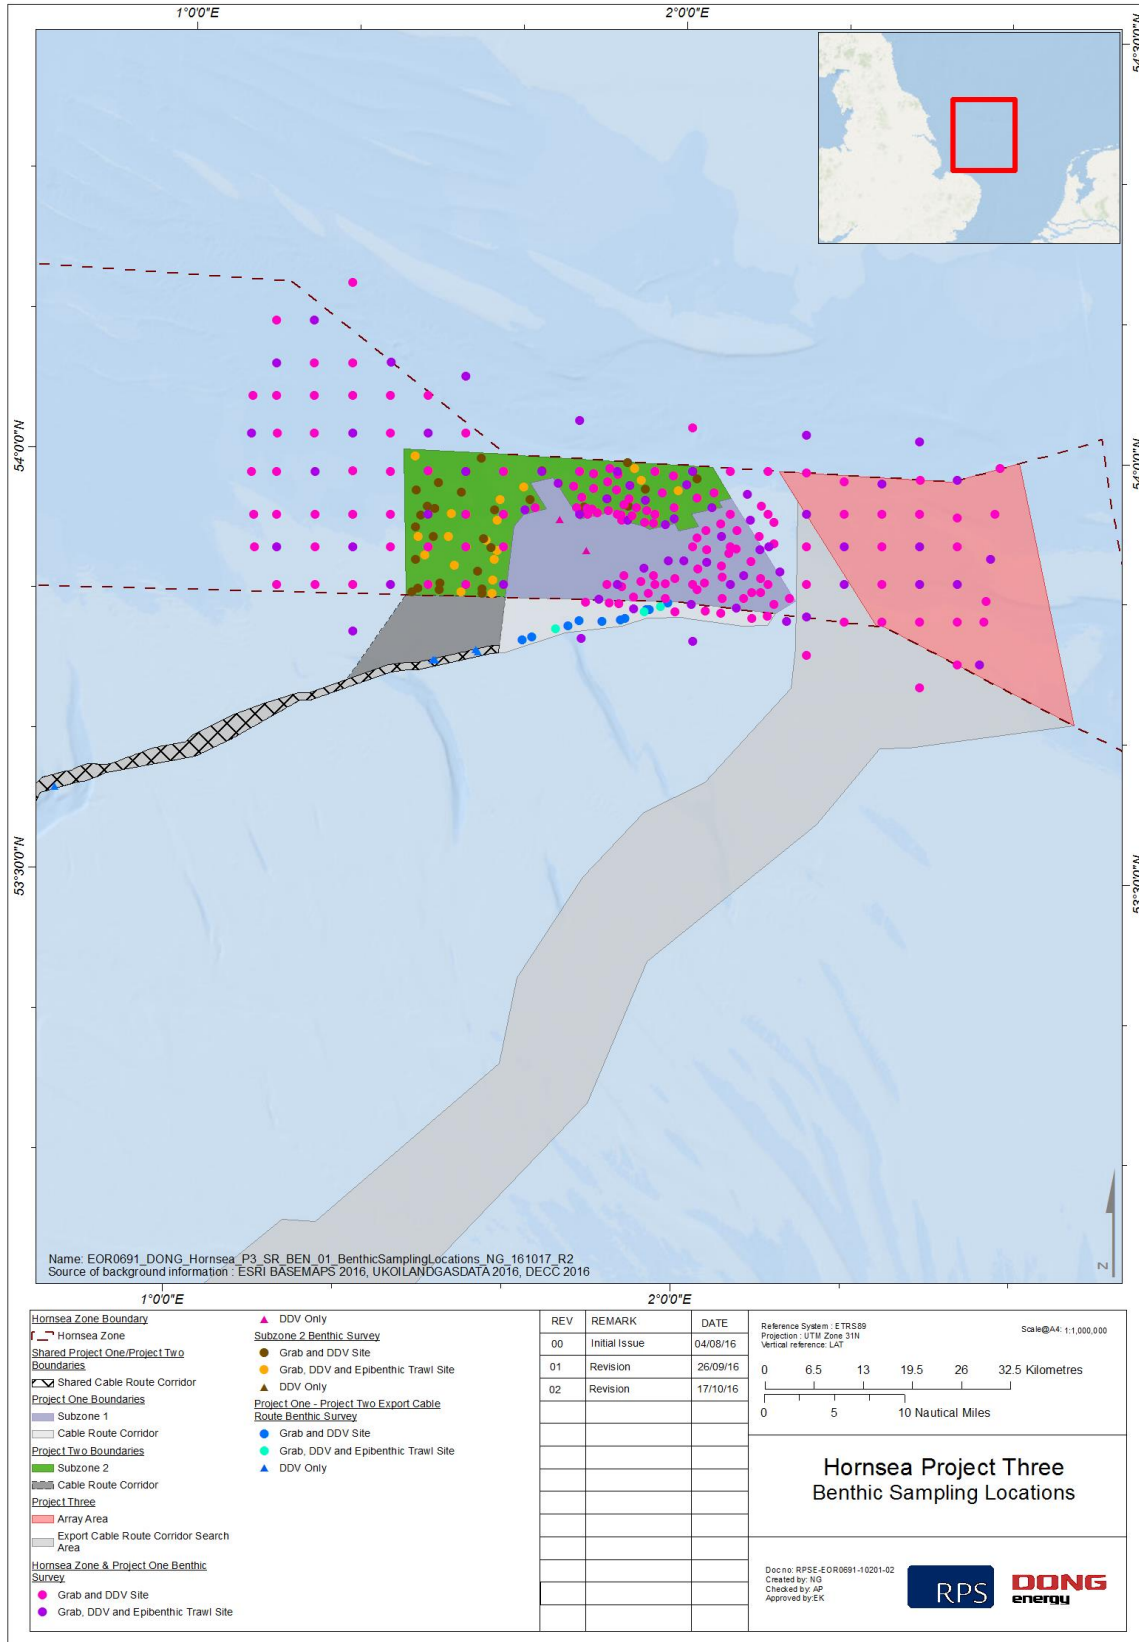 1°0'0"E
2°0'0"E
54°30'0"N
54°0'0"N
54°0'0"N
53°30'0"N
53°30'0"N
Name: EOR0691_DONG_Hornsea_P3_SR_BEN_01_BenthicSamplingLocations_NG_161017_R2
Source of background information : ESRI BASEMAPS 2016, UKOILANDGASDATA 2016, DECC 2016
Z
1°0'0"E
2°0'0"E
Hornsea Zone Boundary
Hornsea Zone
Shared Project One/Project Two
Boundaries
Shared Cable Route Corridor
Project One Boundaries
Subzone 1
Cable Route Corridor
Project Two Boundaries
Subzone 2
Cable Route Corridor
Project Three
Array Area
Export Cable Route Corridor Search
Area
Hornsea Zone & Project One Benthic
Survey
Grab and DDV Site
Grab, DDV and Epibenthic Trawl Site
DDV Only
Subzone 2 Benthic Survey
Grab and DDV Site
Grab, DDV and Epibenthic Trawl Site
DDV Only
Project One - Project Two Export Cable
Route Benthic Survey
Grab and DDV Site
Grab, DDV and Epibenthic Trawl Site
DDV Only
REV REMARK DATE
00 Initial Issue 04/08/16
01 Revision 26/09/16
02 Revision 17/10/16
Reference System : ETRS89
Projection : UTM Zone 31N
Vertical reference: LAT
Scale@A4: 1:1,000,000
0 6.5 13 19.5 26 32.5 Kilometres
0 5 10 Nautical Miles
Hornsea Project Three
Benthic Sampling Locations
Doc no: RPSE-EOR0691-10201-02
Created by: NG
Checked by: AP
Approved by:EK
RPS
DONG
energy